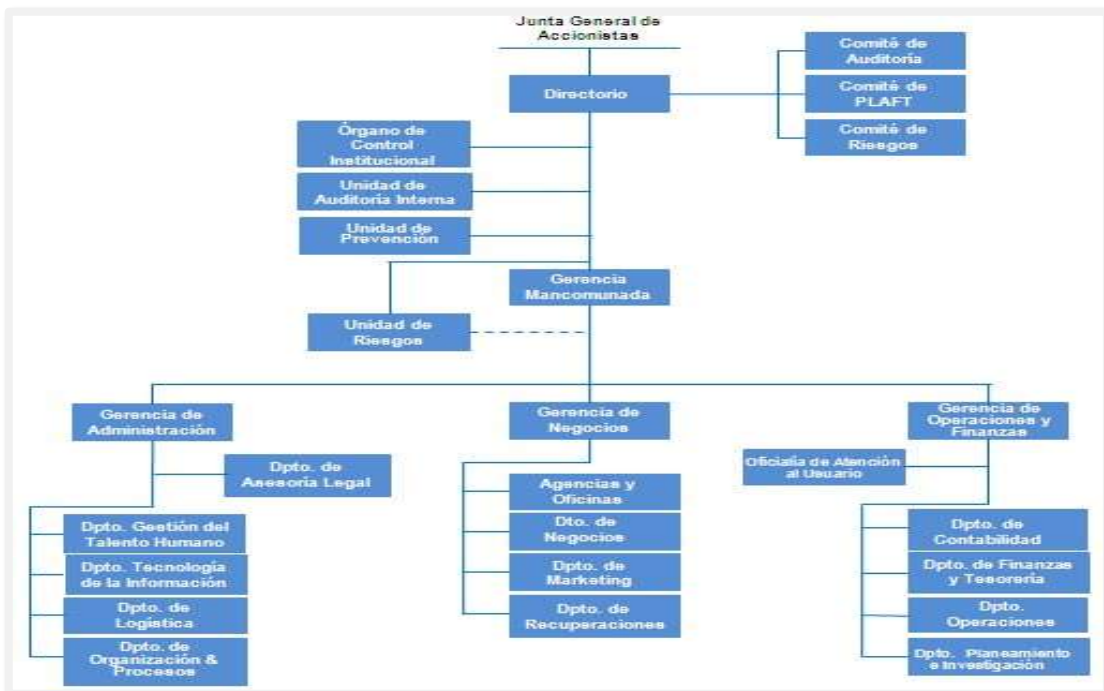 Junta General de
Accionistas
Directorio
Comité de
Auditoría
Comité de
PLAFT
Comité de
Riesgos
Órgano de
Control
Institucional
Unidad de
Auditoría Interna
Unidad de
Prevención
Gerencia
Mancomunada
Unidad de
Riesgos
Gerencia de
Administración
Dpto. de
Asesoría Legal
Dpto. Gestión del
Talento Humano
Dpto. Tecnología
de la Información
Dpto. de
Logística
Dpto. de
Organización &
Procesos
Gerencia de
Negocios
Agencias y
Oficinas
Dto. de
Negocios
Dpto. de
Marketing
Dpto. de
Recuperaciones
Gerencia de
Operaciones y
Finanzas
Oficialía de Atención
al Usuario
Dpto. de
Contabilidad
Dpto. de Finanzas
y Tesorería
Dpto.
Operaciones
Dpto. Planeamiento
e Investigación